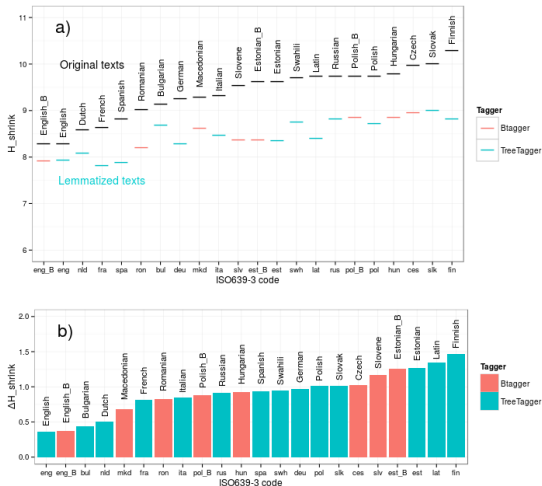 a)
Original texts
Lemmatized texts
English_B
English
Dutch
French
Spanish
Romanian
Bulgarian
German
Macedonian
Italian
Slovene
Estonian_B
Estonian
Swahili
Latin
Russian
Polish_B
Polish
Hungarian
Czech
Slovak
Finnish
H_shrink
11
10
9
8
7
6
eng_B eng nld fra spa ron bul deu mkd ita slv est_B est swh lat rus pol_B pol hun ces slk fin
ISO639-3 code
Tagger
Btagger
TreeTagger
b)
English
English_B
Bulgarian
Dutch
Macedonian
French
Romanian
Italian
Polish_B
Russian
Hungarian
Spanish
Swahili
German
Polish
Slovak
Czech
Slovene
Estonian_B
Estonian
Latin
Finnish
ΔH_shrink
2.0
1.5
1.0
0.5
0.0
eng eng_B bul nld mkd fra ron ita pol_B rus hun spa swh deu pol slk ces slv est_B est lat fin
ISO639-3 code
Tagger
Btagger
TreeTagger